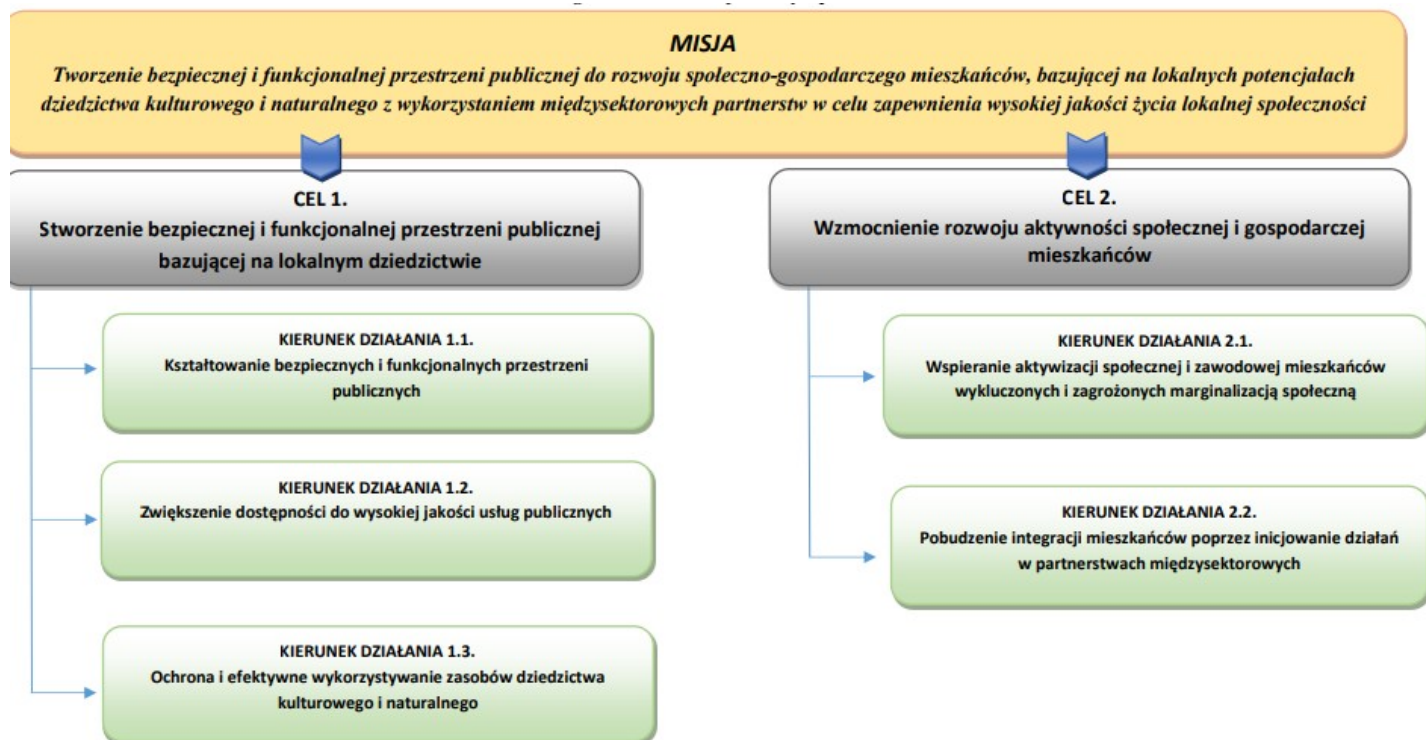 MISJA
Tworzenie bezpiecznej i funkcjonalnej przestrzeni publicznej do rozwoju społeczno-gospodarczego mieszkańców, bazującej na lokalnych potencjałach
dziedzictwa kulturowego i naturalnego z wykorzystaniem międzysektorowych partnerstw w celu zapewnienia wysokiej jakości życia lokalnej społeczności
CEL 1.
Stworzenie bezpiecznej i funkcjonalnej przestrzeni publicznej
bazującej na lokalnym dziedzictwie
KIERUNEK DZIAŁANIA 1.1.
Kształtowanie bezpiecznych i funkcjonalnych przestrzeni
publicznych
KIERUNEK DZIAŁANIA 1.2.
Zwiększenie dostępności do wysokiej jakości usług publicznych
KIERUNEK DZIAŁANIA 1.3.
Ochrona i efektywne wykorzystywanie zasobów dziedzictwa
kulturowego i naturalnego
CEL 2.
Wzmocnienie rozwoju aktywności społecznej i gospodarczej
mieszkańców
KIERUNEK DZIAŁANIA 2.1.
Wspieranie aktywizacji społecznej i zawodowej mieszkańców
wykluczonych i zagrożonych marginalizacją społeczną
KIERUNEK DZIAŁANIA 2.2.
Pobudzenie integracji mieszkańców poprzez inicjowanie działań
w partnerstwach międzysektorowych